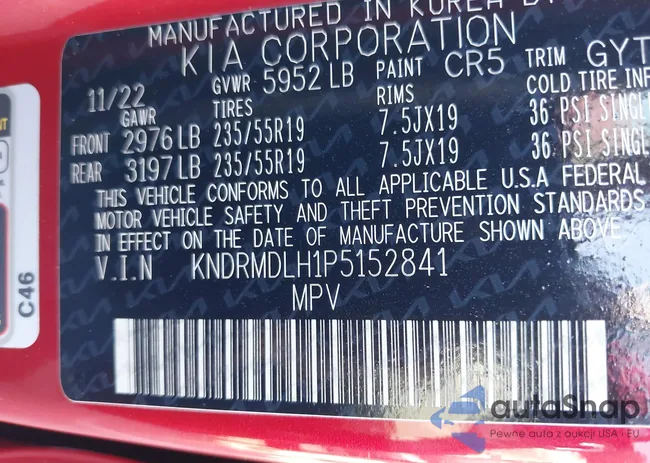 MANUFACTURED IN KOREA BY
KIA CORPORATION
11/22 GVWR 5952 LB PAINT CR5 TRIM GYT
GAWR TIRES RIMS COLD TIRE INF
FRONT 2976 LB 235/55R19 7.5JX19 36 PSI SINGL
REAR 3197 LB 235/55R19 7.5JX19 36 PSI SINGL
THIS VEHICLE CONFORMS TO ALL APPLICABLE U.S.A FEDERAL
MOTOR VEHICLE SAFETY AND THEFT PREVENTION STANDARDS
IN EFFECT ON THE DATE OF MANUFACTURE SHOWN ABOVE.
V.I.N KNDRMDLH1P5152841
MPV
C46
autoSnap
Pewne auta z aukcji USA - EU